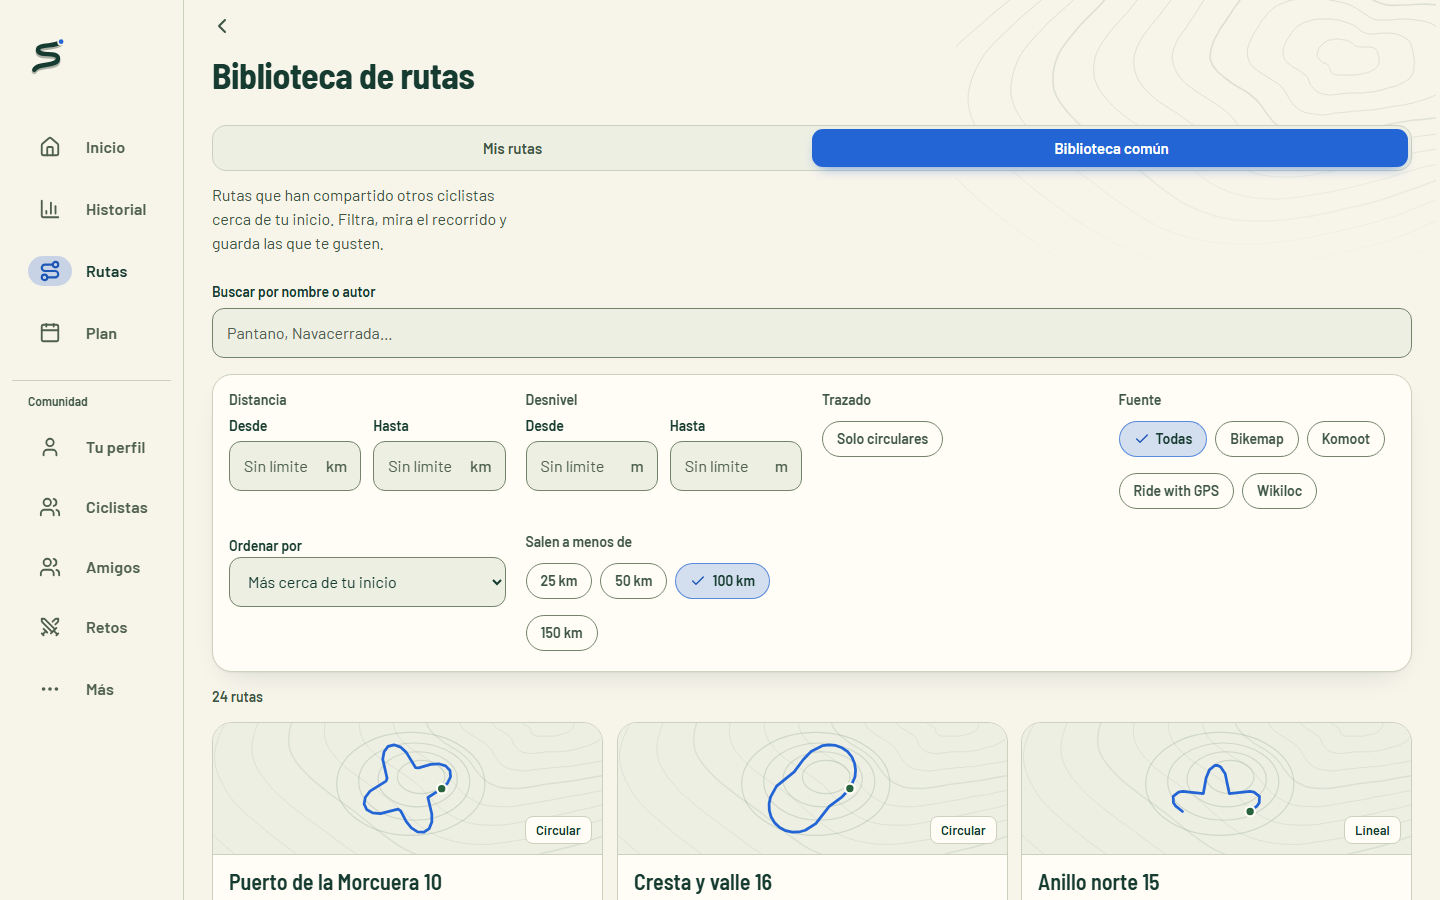 Inicio
Historial
Rutas
Plan
Comunidad
Tu perfil
Ciclistas
Amigos
Retos
Más
Biblioteca de rutas
Mis rutas
Biblioteca común
Rutas que han compartido otros ciclistas
cerca de tu inicio. Filtra, mira el recorrido y
guarda las que te gusten.
Buscar por nombre o autor
Pantano, Navacerrada...
Distancia
Desde
Hasta
Sin límite km
Sin límite km
Desnivel
Desde
Hasta
Sin límite m
Sin límite m
Trazado
Solo circulares
Fuente
Todas
Bikemap
Komoot
Ride with GPS
Wikiloc
Ordenar por
Más cerca de tu inicio
Salen a menos de
25 km
50 km
100 km
150 km
24 rutas
Circular
Puerto de la Morcuera 10
Circular
Cresta y valle 16
Lineal
Anillo norte 15